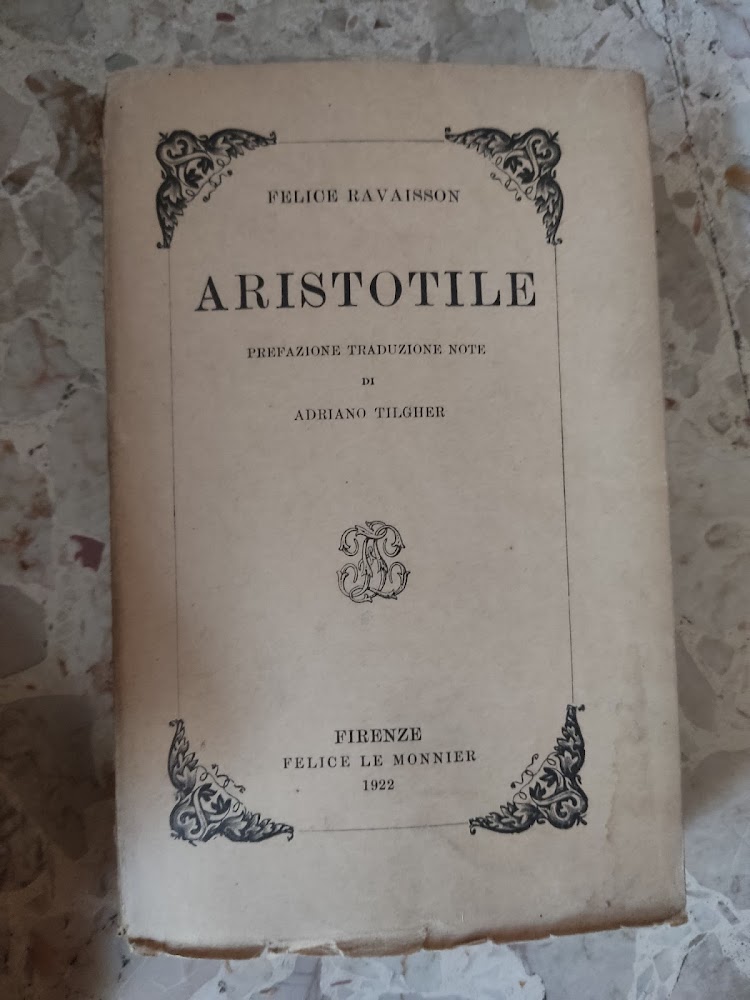 FELICE RAVAISSON
ARISTOTILE
PREFAZIONE TRADUZIONE NOTE
DI
ADRIANO TILGHER
FIRENZE
FELICE LE MONNIER
1922